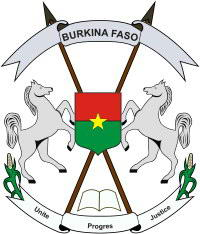 BURKINA FASO
Unite Progres Justice